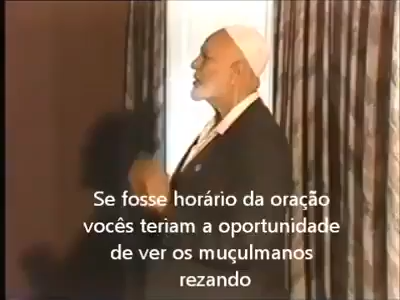 Se fosse horário da oração
vocês teriam a oportunidade
de ver os muçulmanos
rezando